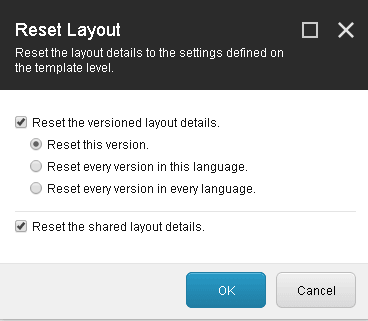 Reset Layout
Reset the layout details to the settings defined on
the template level.
Reset the versioned layout details.
Reset this version.
Reset every version in this language.
Reset every version in every language.
Reset the shared layout details.
OK
Cancel